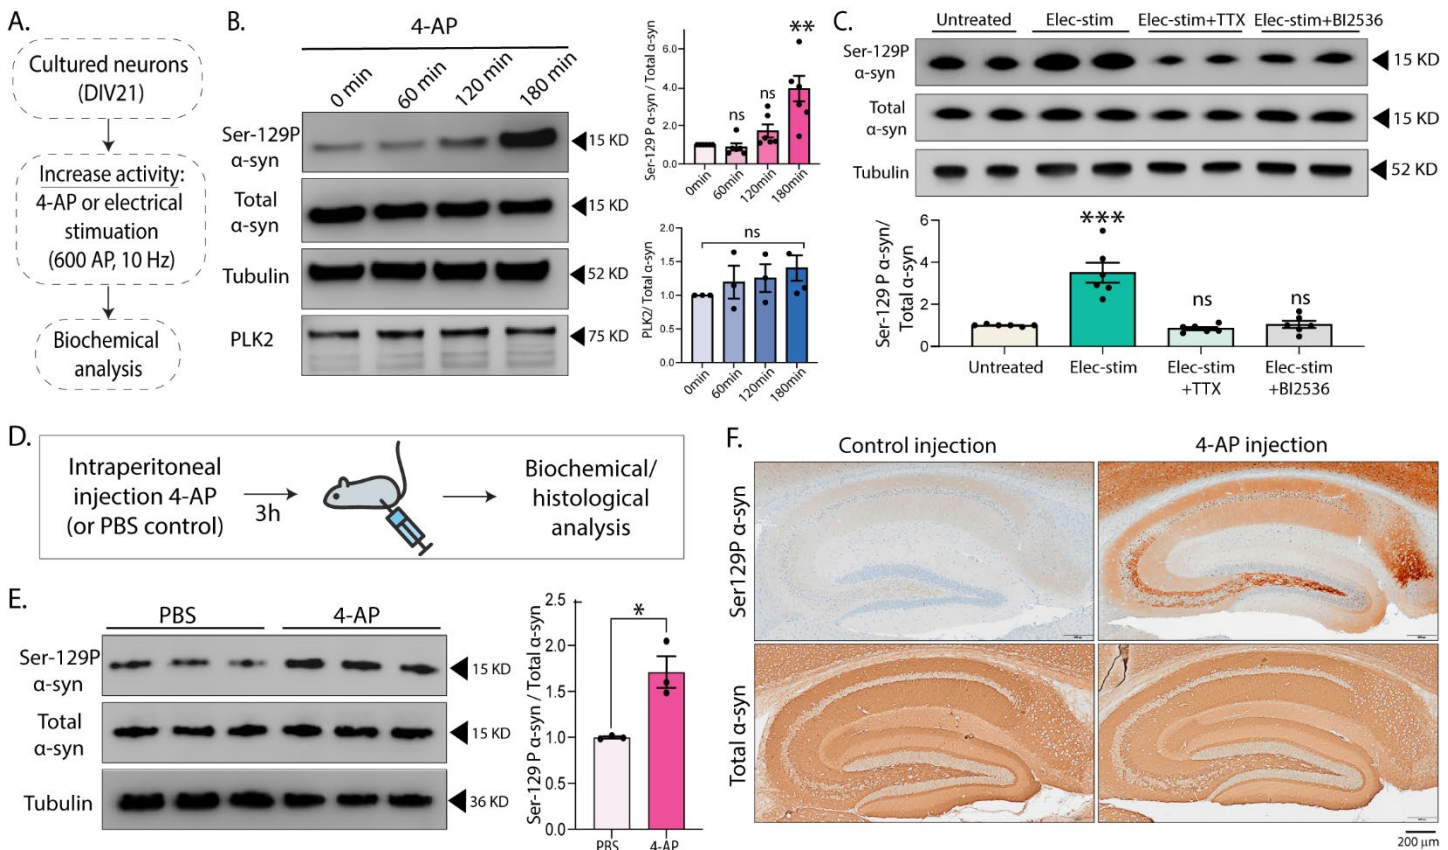 A.
Cultured neurons
(DIV21)
Increase activity:
4-AP or electrical
stimuation
(600 AP, 10 Hz)
Biochemical
analysis
B.
4-AP
0 min
60 min
120 min
180 min
Ser-129P
α-syn
15 KD
Total
α-syn
15 KD
Tubulin
52 KD
PLK2
75 KD
Ser-129 P α-syn / Total α-syn
6.0
4.0
2.0
0
ns
ns
**
0min
60min
120min
180min
PLK2/ Total α-syn
2.0
1.5
1.0
0.5
0.0
ns
0min
60min
120min
180min
C.
Untreated
Elec-stim
Elec-stim+TTX
Elec-stim+BI2536
Ser-129P
α-syn
15 KD
Total
α-syn
15 KD
Tubulin
52 KD
Ser-129 P α-syn/
Total α-syn
6
4
2
0
***
ns
ns
Untreated
Elec-stim
Elec-stim
+TTX
Elec-stim
+BI2536
D.
Intraperitoneal
injection 4-AP
(or PBS control)
3h
Biochemical/
histological
analysis
E.
PBS
4-AP
Ser-129P
α-syn
15 KD
Total
α-syn
15 KD
Tubulin
36 KD
Ser-129 P α-syn / Total α-syn
2.5
2.0
1.5
1.0
0.5
0.0
*
PBS
4-AP
F.
Control injection
4-AP injection
Ser129P α-syn
Total α-syn
200 μm